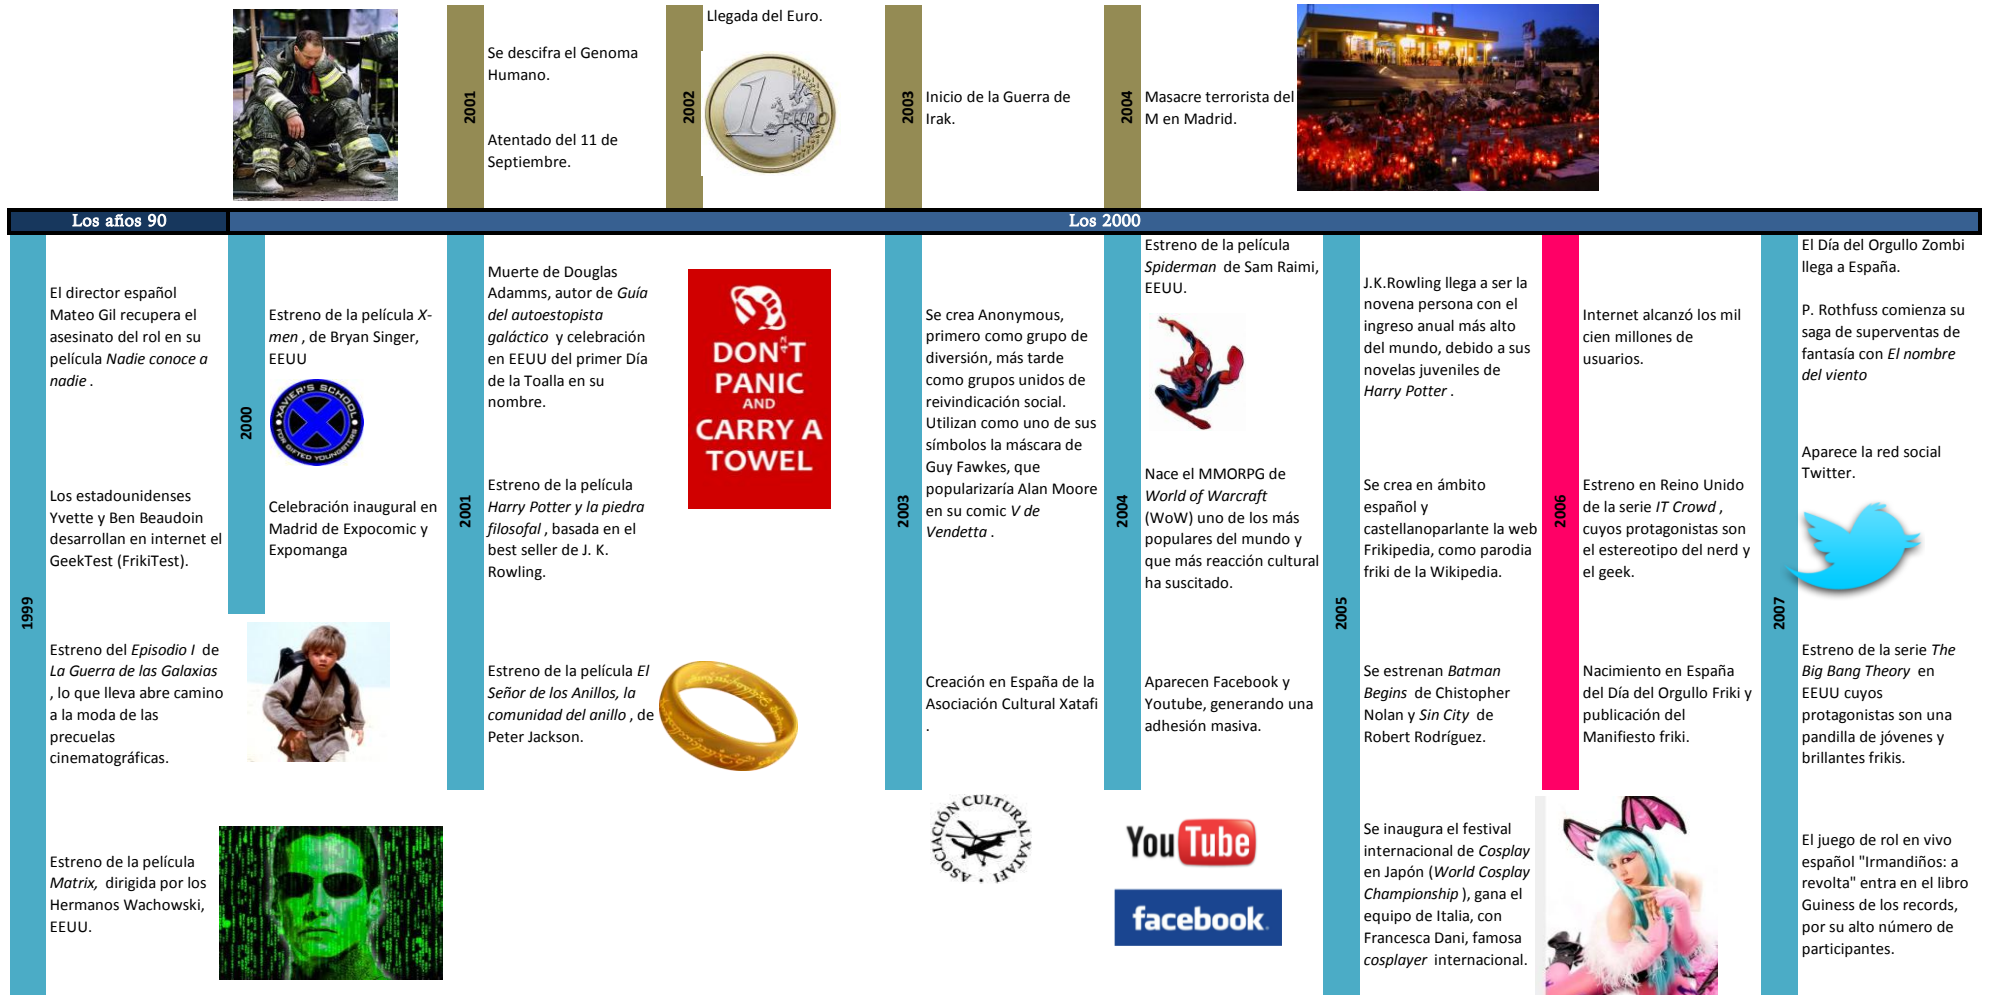 2001
Se descifra el Genoma
Humano.
Atentado del 11 de
Septiembre.
2002
Llegada del Euro.
1 EURO
2003
Inicio de la Guerra de
Irak.
2004
Masacre terrorista del
M en Madrid.
Los años 90
Los 2000
1999
El director español
Mateo Gil recupera el
asesinato del rol en su
película Nadie conoce a
nadie .
Los estadounidenses
Yvette y Ben Beaudoin
desarrollan en internet el
GeekTest (FrikiTest).
Estreno del Episodio I de
La Guerra de las Galaxias
, lo que lleva abre camino
a la moda de las
precuelas
cinematográficas.
Estreno de la película
Matrix, dirigida por los
Hermanos Wachowski,
EEUU.
2000
Estreno de la película X-
men , de Bryan Singer,
EEUU
XAVIER'S SCHOOL
FOR GIFTED YOUNGSTERS
Celebración inaugural en
Madrid de Expocomic y
Expomanga
2001
Muerte de Douglas
Adamms, autor de Guía
del autoestopista
galáctico y celebración
en EEUU del primer Día
de la Toalla en su
nombre.
Estreno de la película
Harry Potter y la piedra
filosofal , basada en el
best seller de J. K.
Rowling.
Estreno de la película El
Señor de los Anillos, la
comunidad del anillo , de
Peter Jackson.
42
DON'T
PANIC
AND
CARRY A
TOWEL
2003
Se crea Anonymous,
primero como grupo de
diversión, más tarde
como grupos unidos de
reivindicación social.
Utilizan como uno de sus
símbolos la máscara de
Guy Fawkes, que
popularizaría Alan Moore
en su comic V de
Vendetta .
Creación en España de la
Asociación Cultural Xatafi
.
ASOCIACIÓN CULTURAL XATAFI
2004
Estreno de la película
Spiderman de Sam Raimi,
EEUU.
Nace el MMORPG de
World of Warcraft
(WoW) uno de los más
populares del mundo y
que más reacción cultural
ha suscitado.
Aparecen Facebook y
Youtube, generando una
adhesión masiva.
YouTube
facebook
2005
J.K.Rowling llega a ser la
novena persona con el
ingreso anual más alto
del mundo, debido a sus
novelas juveniles de
Harry Potter .
Se crea en ámbito
español y
castellanoparlante la web
Frikipedia, como parodia
friki de la Wikipedia.
Se estrenan Batman
Begins de Chistopher
Nolan y Sin City de
Robert Rodríguez.
Se inaugura el festival
internacional de Cosplay
en Japón (World Cosplay
Championship ), gana el
equipo de Italia, con
Francesca Dani, famosa
cosplayer internacional.
2006
Internet alcanzó los mil
cien millones de
usuarios.
Estreno en Reino Unido
de la serie IT Crowd ,
cuyos protagonistas son
el estereotipo del nerd y
el geek.
Nacimiento en España
del Día del Orgullo Friki y
publicación del
Manifiesto friki.
2007
El Día del Orgullo Zombi
llega a España.
P. Rothfuss comienza su
saga de superventas de
fantasía con El nombre
del viento
Aparece la red social
Twitter.
Estreno de la serie The
Big Bang Theory en
EEUU cuyos
protagonistas son una
pandilla de jóvenes y
brillantes frikis.
El juego de rol en vivo
español "Irmandiños: a
revolta" entra en el libro
Guiness de los records,
por su alto número de
participantes.